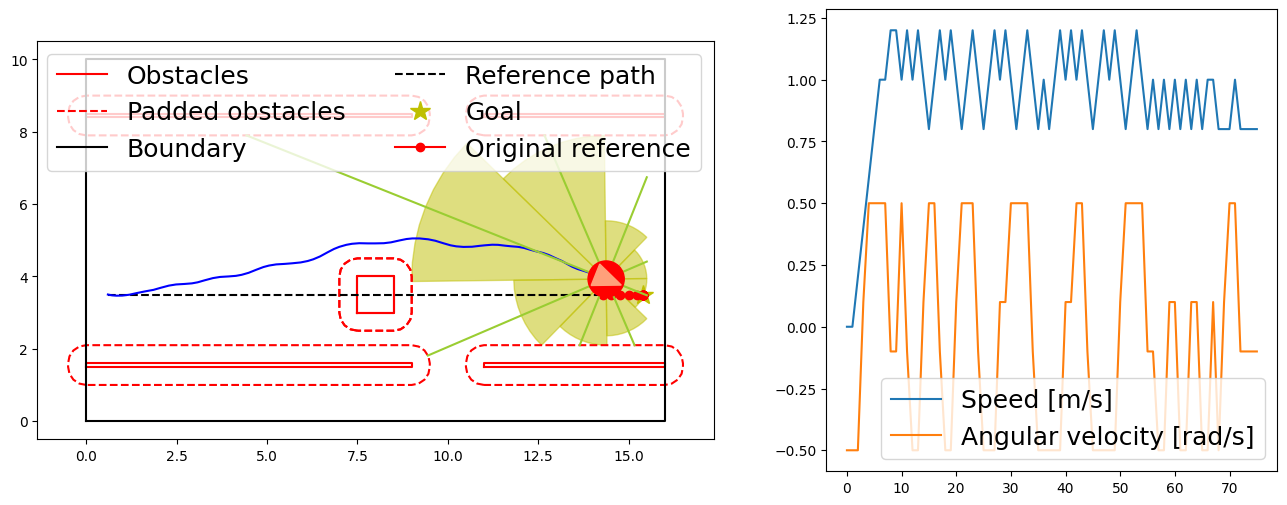 Obstacles
Padded obstacles
Boundary
Reference path
Goal
Original reference
10
8
6
4
2
0
0.0 2.5 5.0 7.5 10.0 12.5 15.0
1.25
1.00
0.75
0.50
0.25
0.00
−0.25
−0.50
Speed [m/s]
Angular velocity [rad/s]
0 10 20 30 40 50 60 70